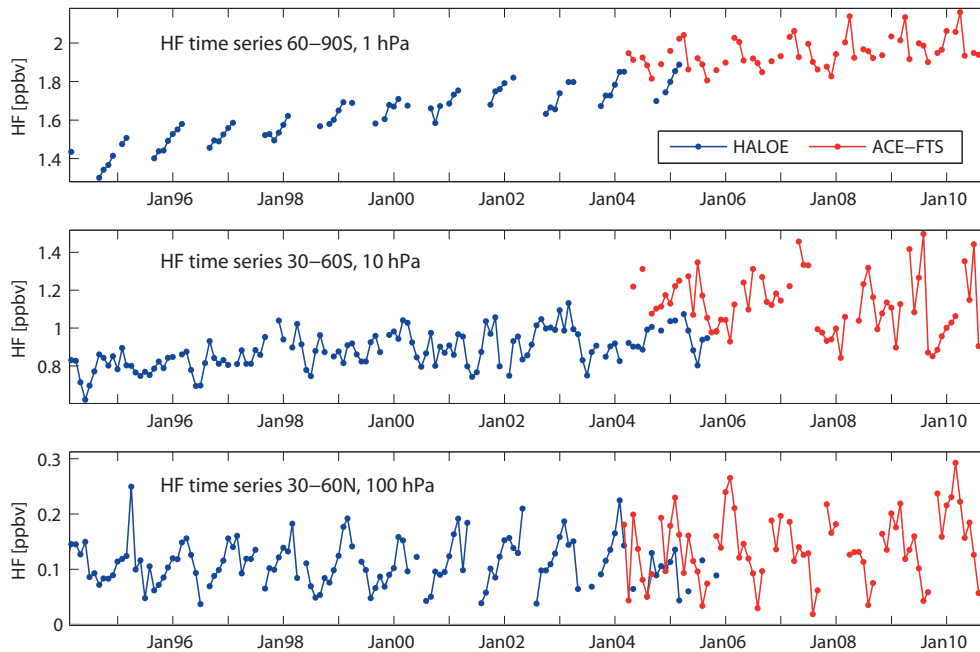 HF time series 60−90S, 1 hPa
HF [ppbv]
2
1.8
1.6
1.4
HALOE
ACE−FTS
Jan96 Jan98 Jan00 Jan02 Jan04 Jan06 Jan08 Jan10
HF time series 30−60S, 10 hPa
HF [ppbv]
1.4
1.2
1
0.8
Jan96 Jan98 Jan00 Jan02 Jan04 Jan06 Jan08 Jan10
HF time series 30−60N, 100 hPa
HF [ppbv]
0.3
0.2
0.1
0
Jan96 Jan98 Jan00 Jan02 Jan04 Jan06 Jan08 Jan10